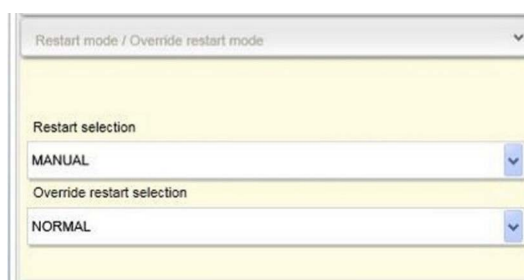 Restart mode / Override restart mode
Restart selection
MANUAL
Override restart selection
NORMAL